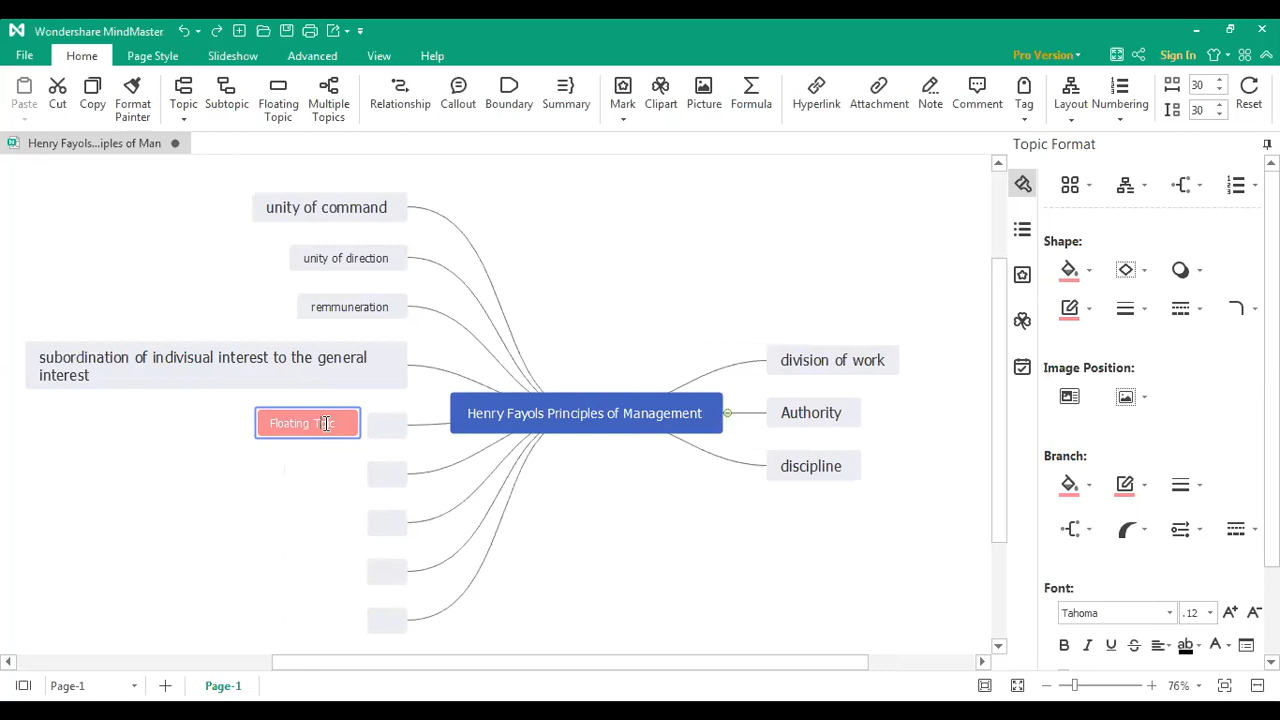 Wondershare MindMaster
File
Home
Page Style
Slideshow
Advanced
View
Help
Pro Version
Sign In
Paste
Cut
Copy
Format
Painter
Topic
Subtopic
Floating
Topic
Multiple
Topics
Relationship
Callout
Boundary
Summary
Mark
Clipart
Picture
Formula
Hyperlink
Attachment
Note
Comment
Tag
Layout
Numbering
30
30
Reset
Henry Fayols...iples of Man
Topic Format
unity of command
unity of direction
remmuneration
subordination of indivisual interest to the general
interest
Floating
Henry Fayols Principles of Management
division of work
Authority
discipline
Shape:
Image Position:
Branch:
Font:
Tahoma
.12
A+ A-
B I U S ab A
Page-1
Page-1
76%